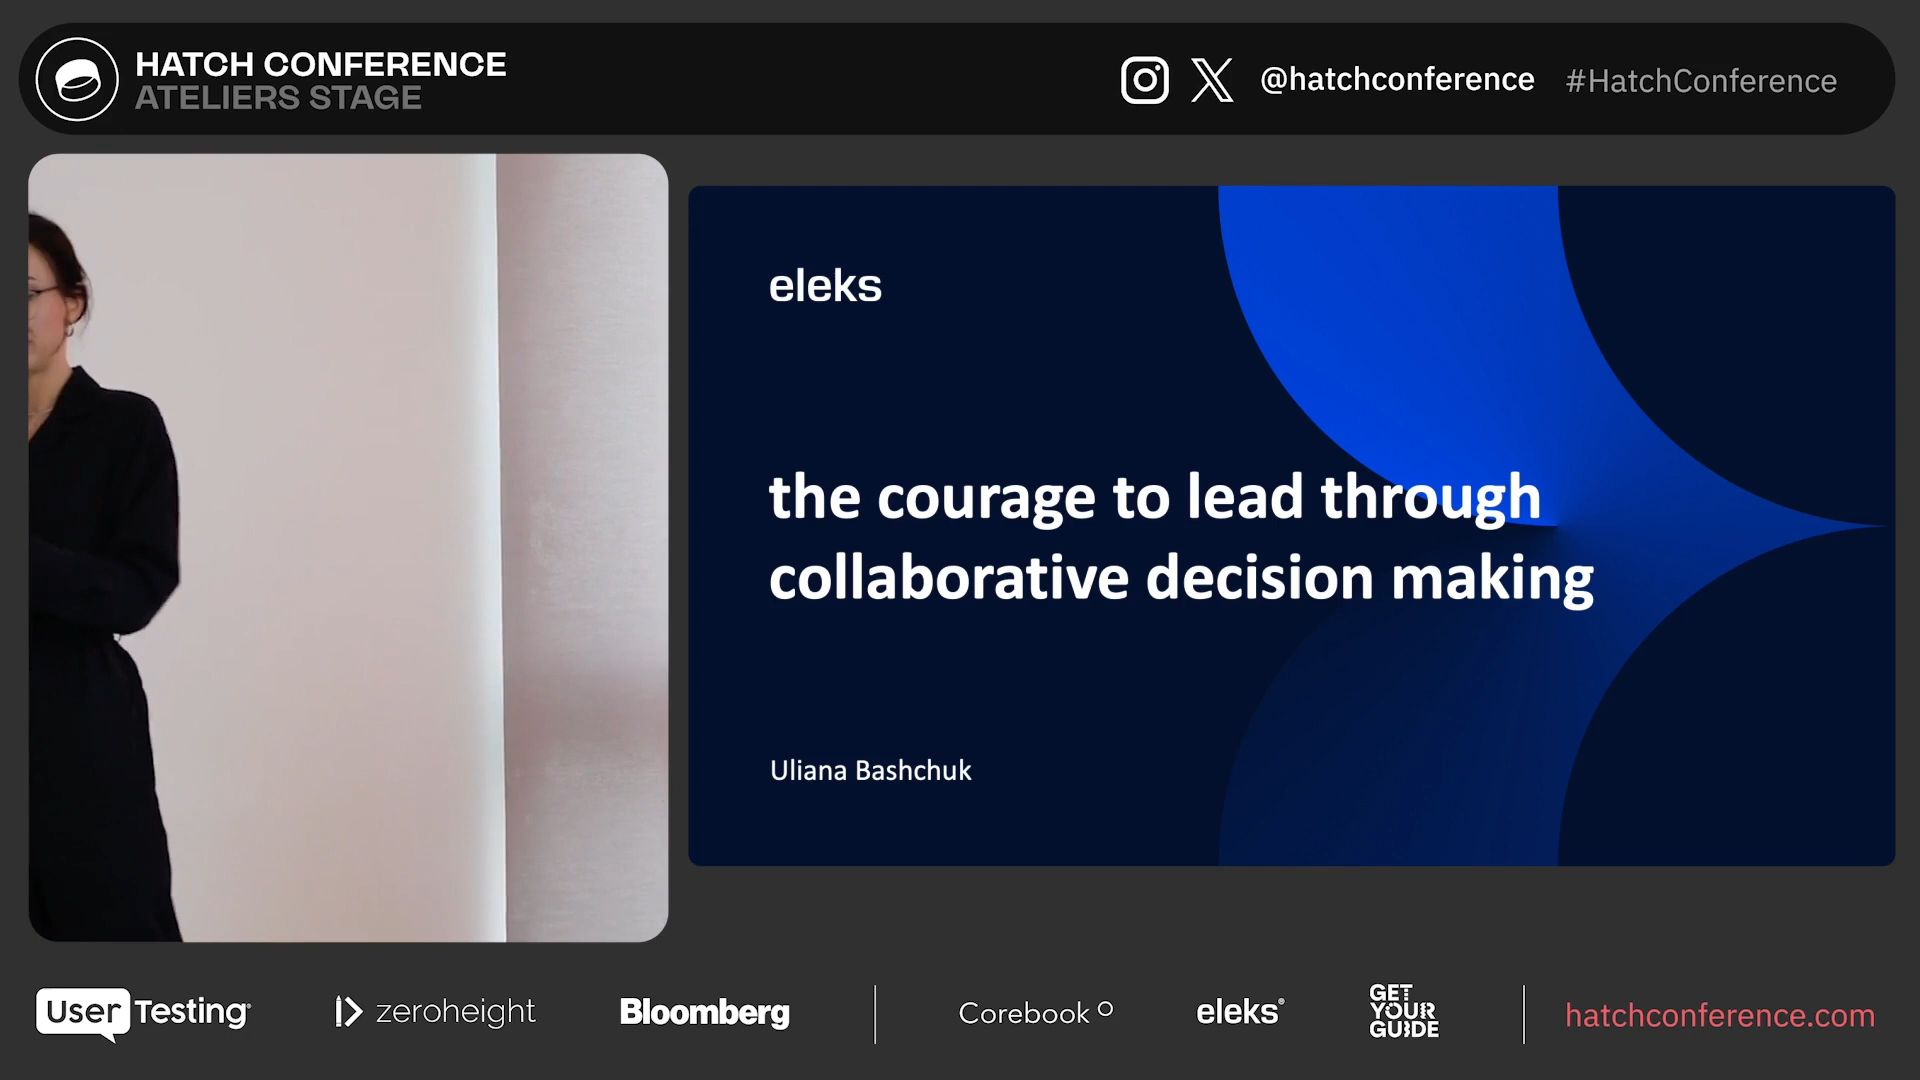 HATCH CONFERENCE
ATELIERS STAGE
@hatchconference #HatchConference
eleks
the courage to lead through
collaborative decision making
Uliana Bashchuk
UserTesting
zeroheight
Bloomberg
Corebook
eleks®
GET
YOUR
GUIDE
hatchconference.com